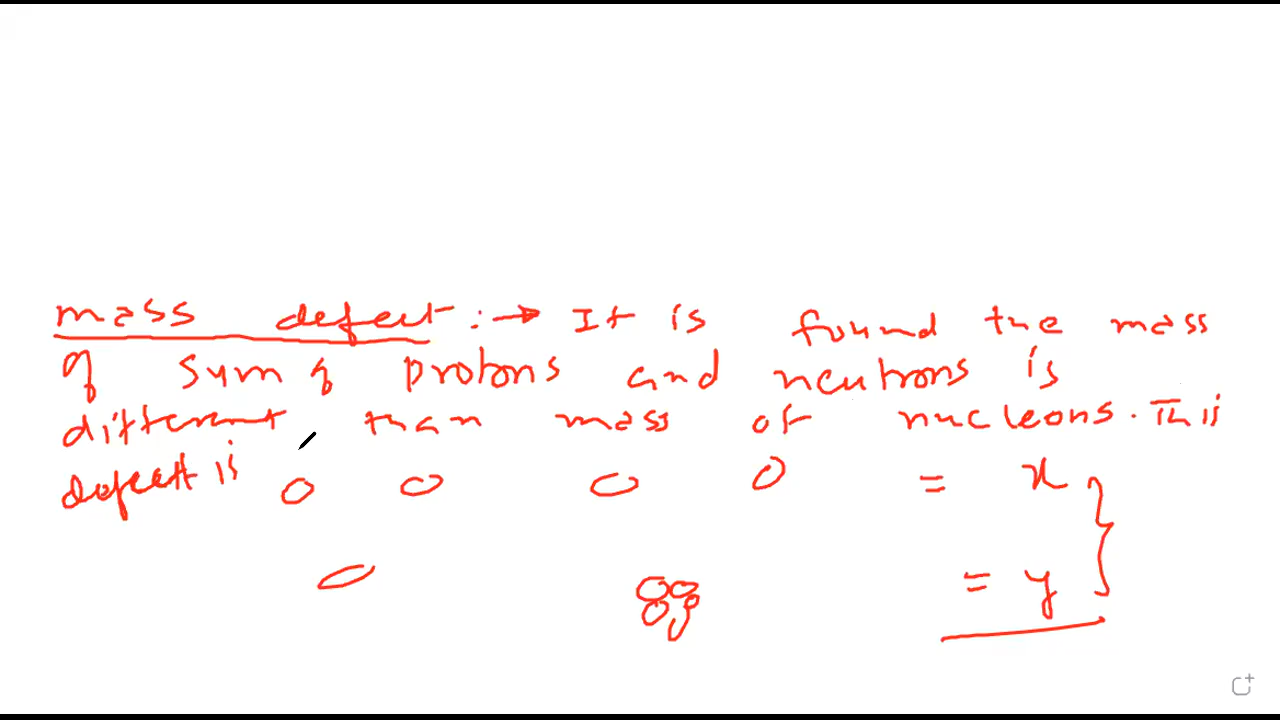 mass defect :→ It is found the mass
of sum of protons and neutrons is
different than mass of nucleons. This
defect is
= x
= y